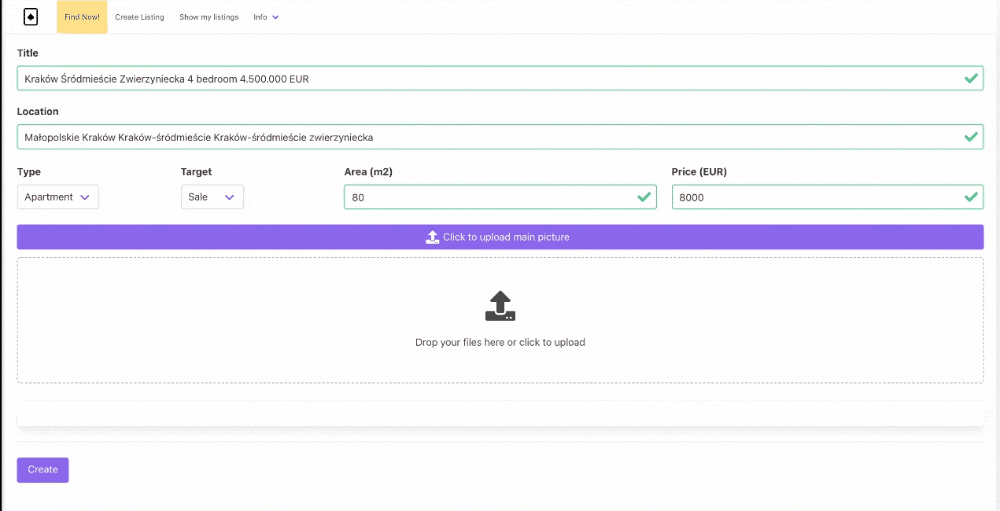 Find New! Create Listing Show my listings Info
Title
Kraków Śródmieście Zwierzyniecka 4 bedroom 4.500.000 EUR
Location
Małopolskie Kraków Kraków-śródmieście Kraków-śródmieście zwierzyniecka
Type Target Area (m2) Price (EUR)
Apartment Sale 80 8000
Click to upload main picture
Drop your files here or click to upload
Create